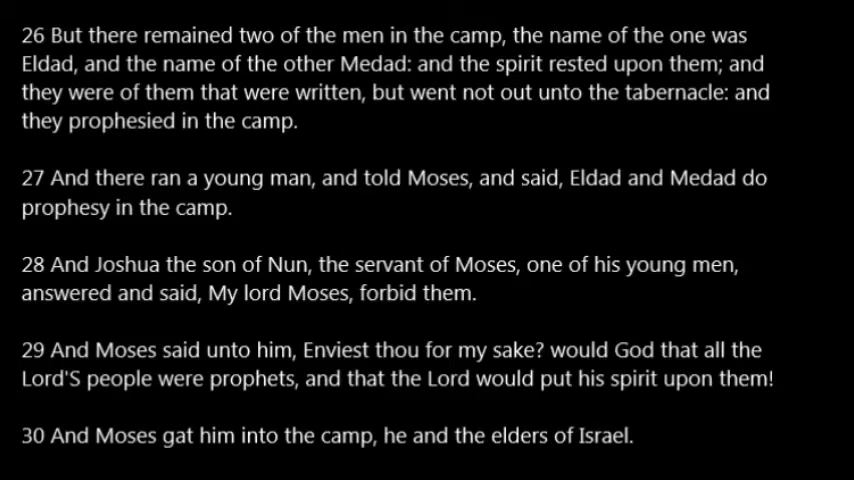 26 But there remained two of the men in the camp, the name of the one was
Eldad, and the name of the other Medad: and the spirit rested upon them; and
they were of them that were written, but went not out unto the tabernacle: and
they prophesied in the camp.
27 And there ran a young man, and told Moses, and said, Eldad and Medad do
prophesy in the camp.
28 And Joshua the son of Nun, the servant of Moses, one of his young men,
answered and said, My lord Moses, forbid them.
29 And Moses said unto him, Enviest thou for my sake? would God that all the
Lord'S people were prophets, and that the Lord would put his spirit upon them!
30 And Moses gat him into the camp, he and the elders of Israel.